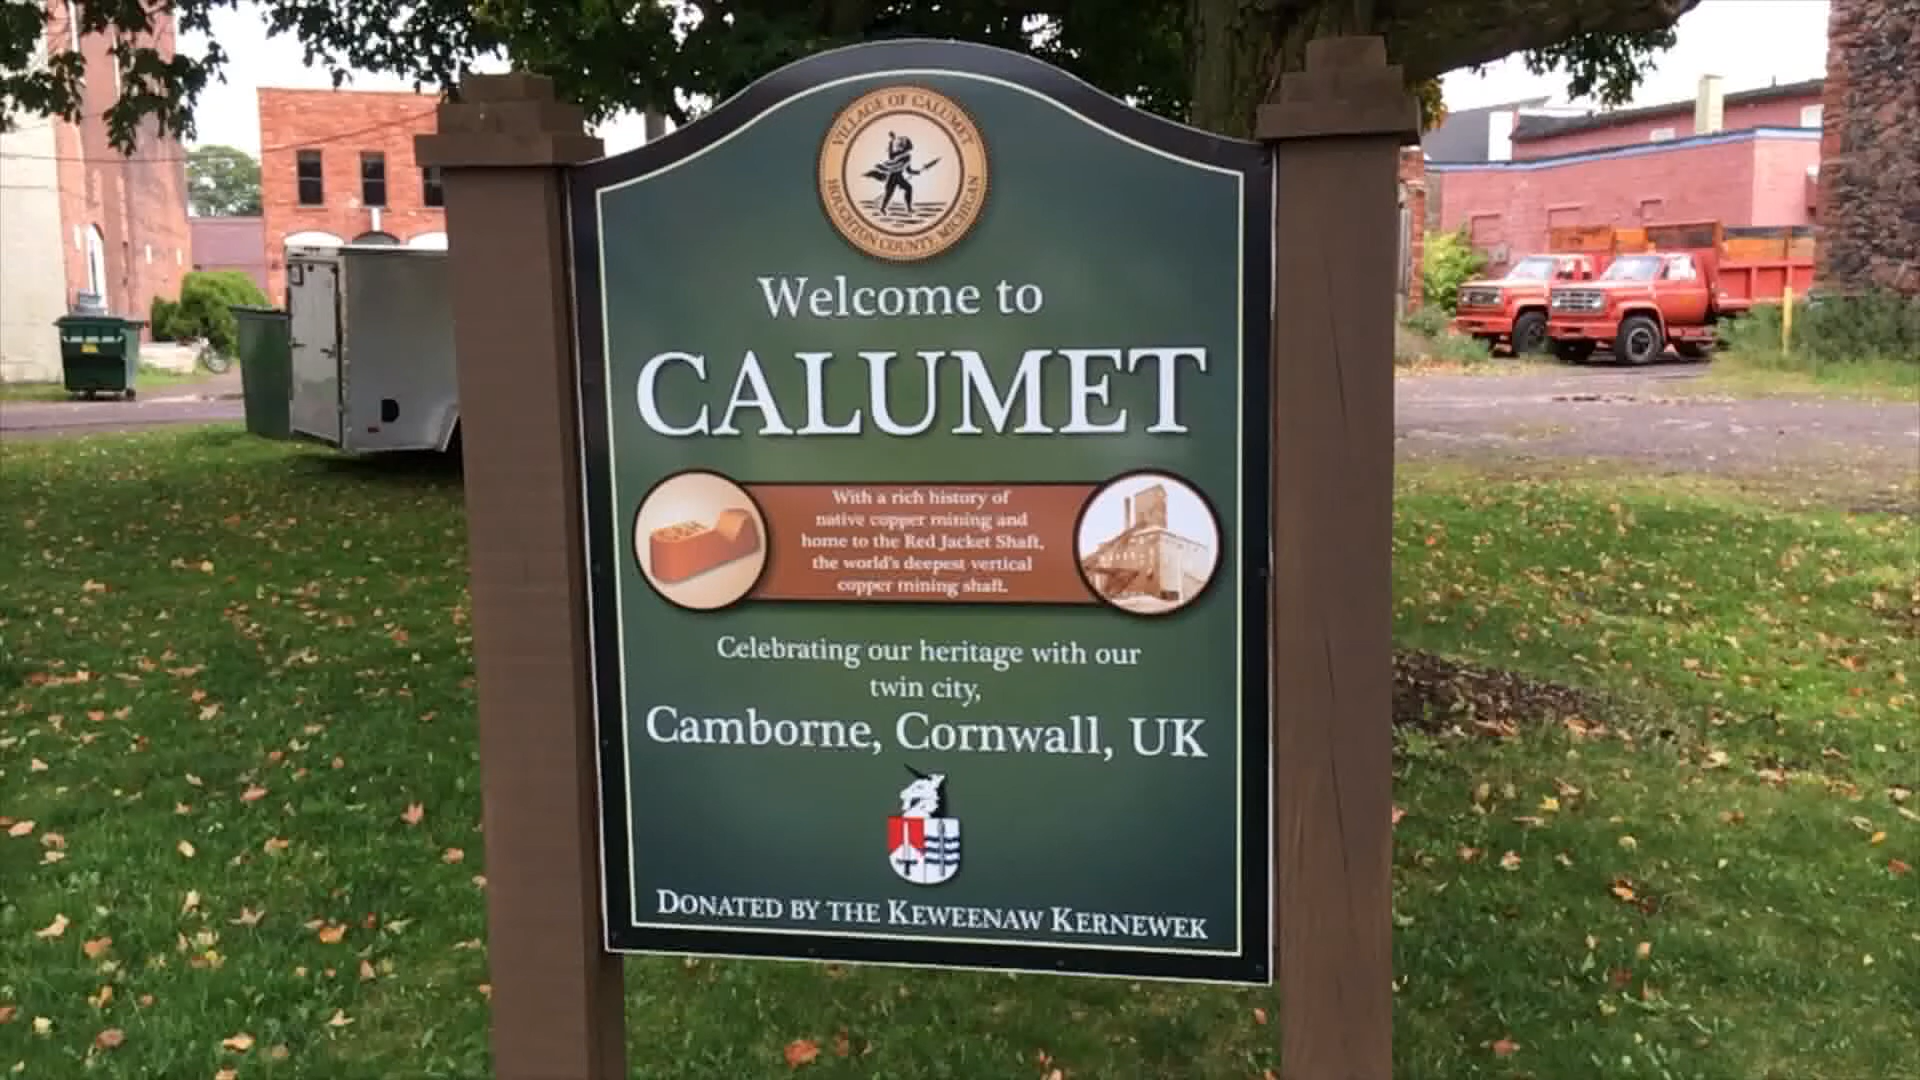 VILLAGE OF CALUMET
HOUGHTON COUNTY, MICHIGAN
Welcome to
CALUMET
With a rich history of
native copper mining and
home to the Red Jacket Shaft,
the world's deepest vertical
copper mining shaft.
Celebrating our heritage with our
twin city,
Camborne, Cornwall, UK
DONATED BY THE KEWEENAW KERNEWEK